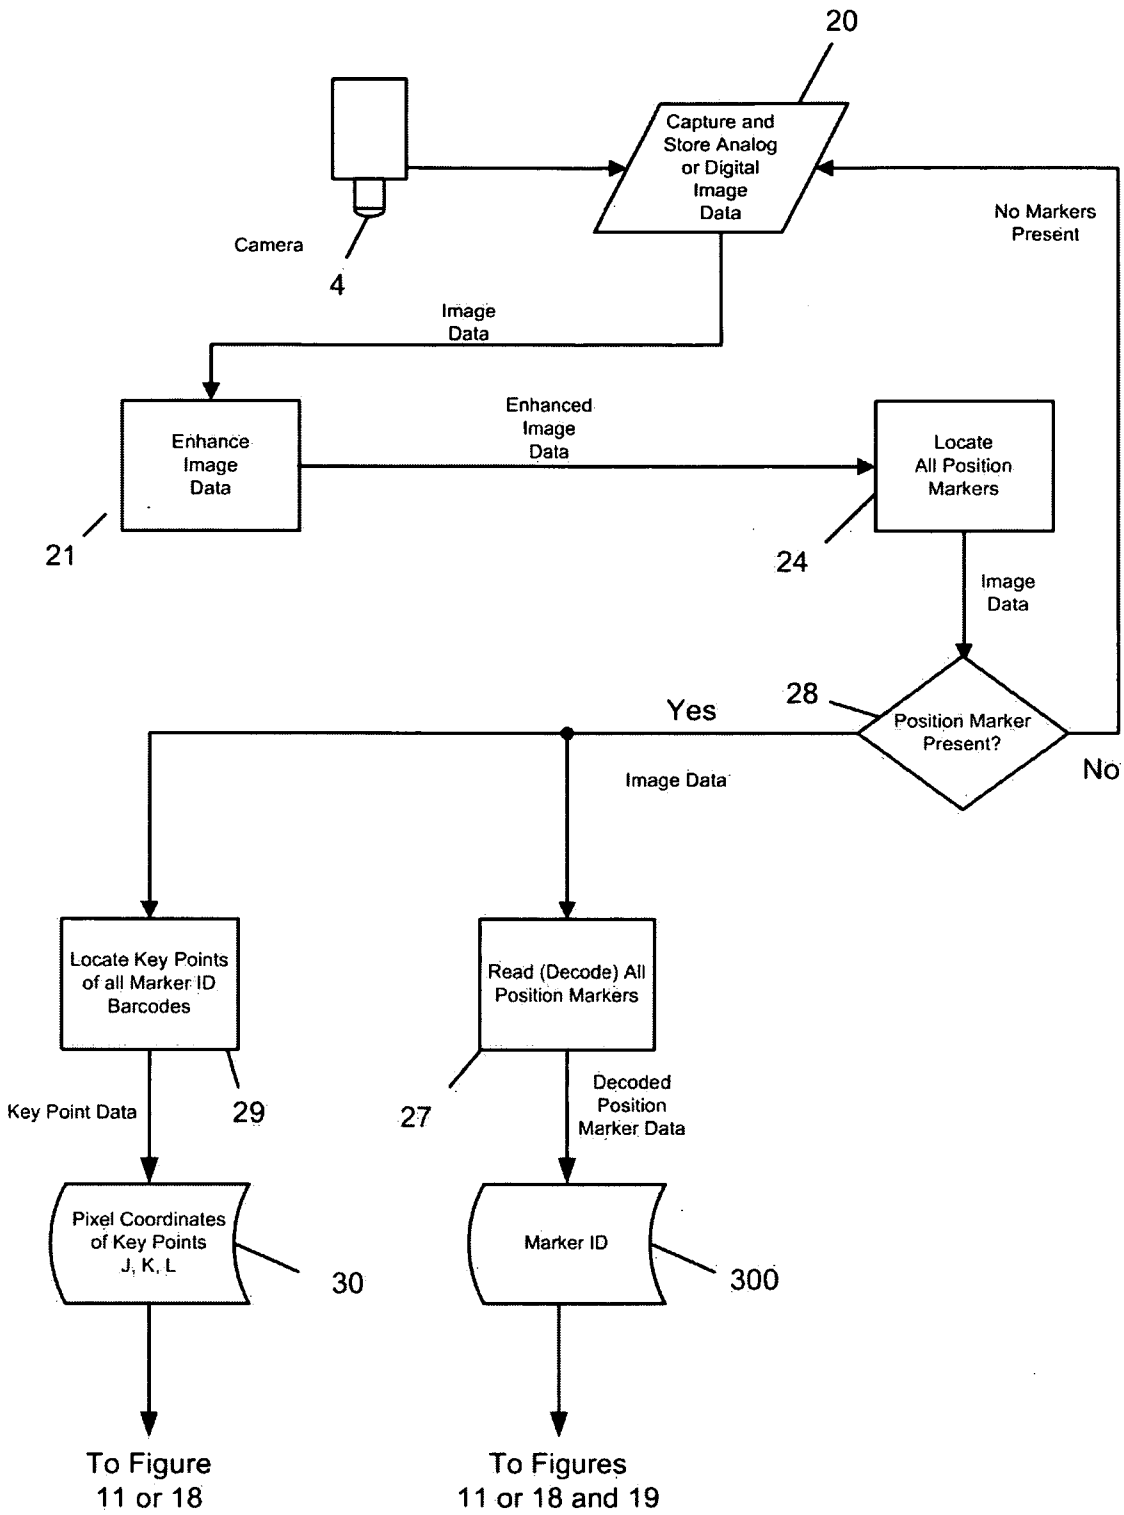 20
Capture and
Store Analog
or Digital
Image
Data
No Markers
Present
Camera
4
Image
Data
Enhance
Image
Data
21
Enhanced
Image
Data
Locate
All Position
Markers
24
Image
Data
28
Position Marker
Present?
Yes
No
Image Data
Locate Key Points
of all Marker ID
Barcodes
29
Read (Decode) All
Position Markers
27
Key Point Data
Decoded
Position
Marker Data
Pixel Coordinates
of Key Points
J, K, L
30
Marker ID
300
To Figure
11 or 18
To Figures
11 or 18 and 19